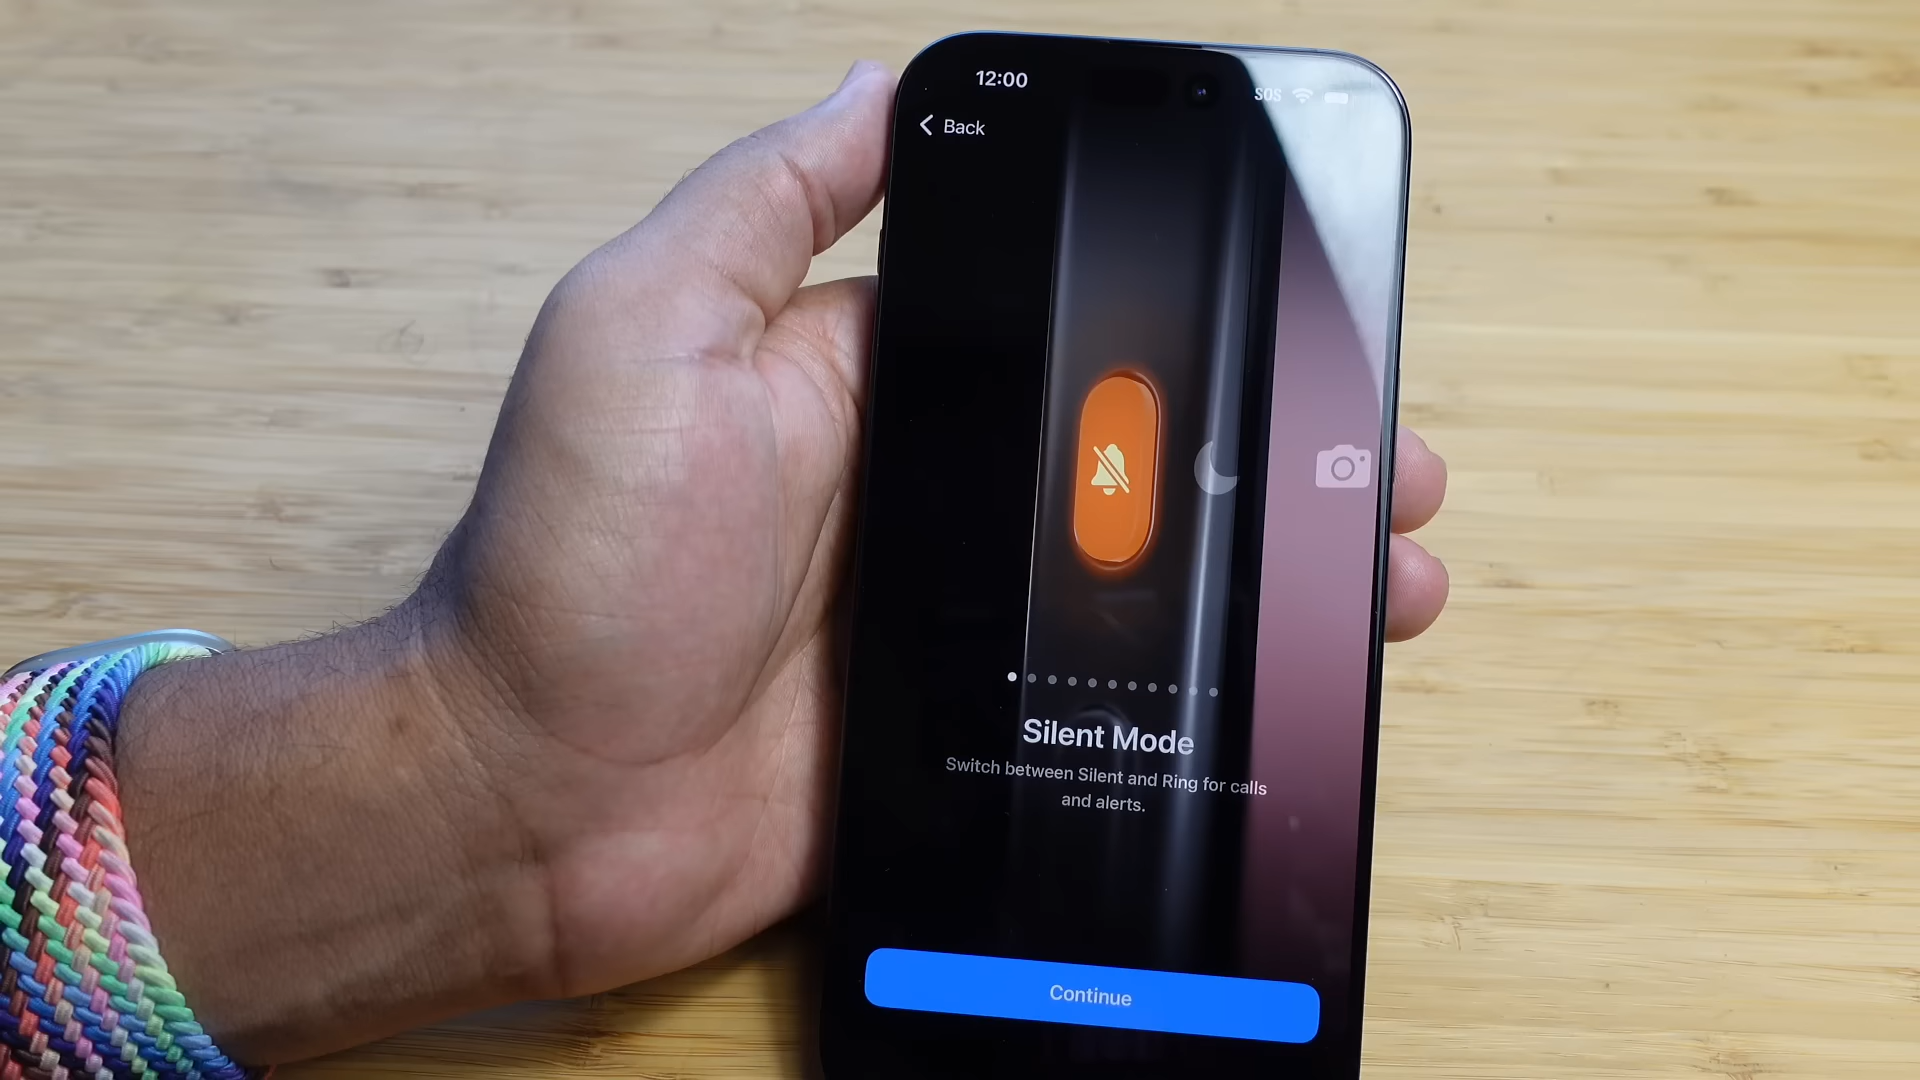 12:00
SOS
Back
Silent Mode
Switch between Silent and Ring for calls
and alerts.
Continue